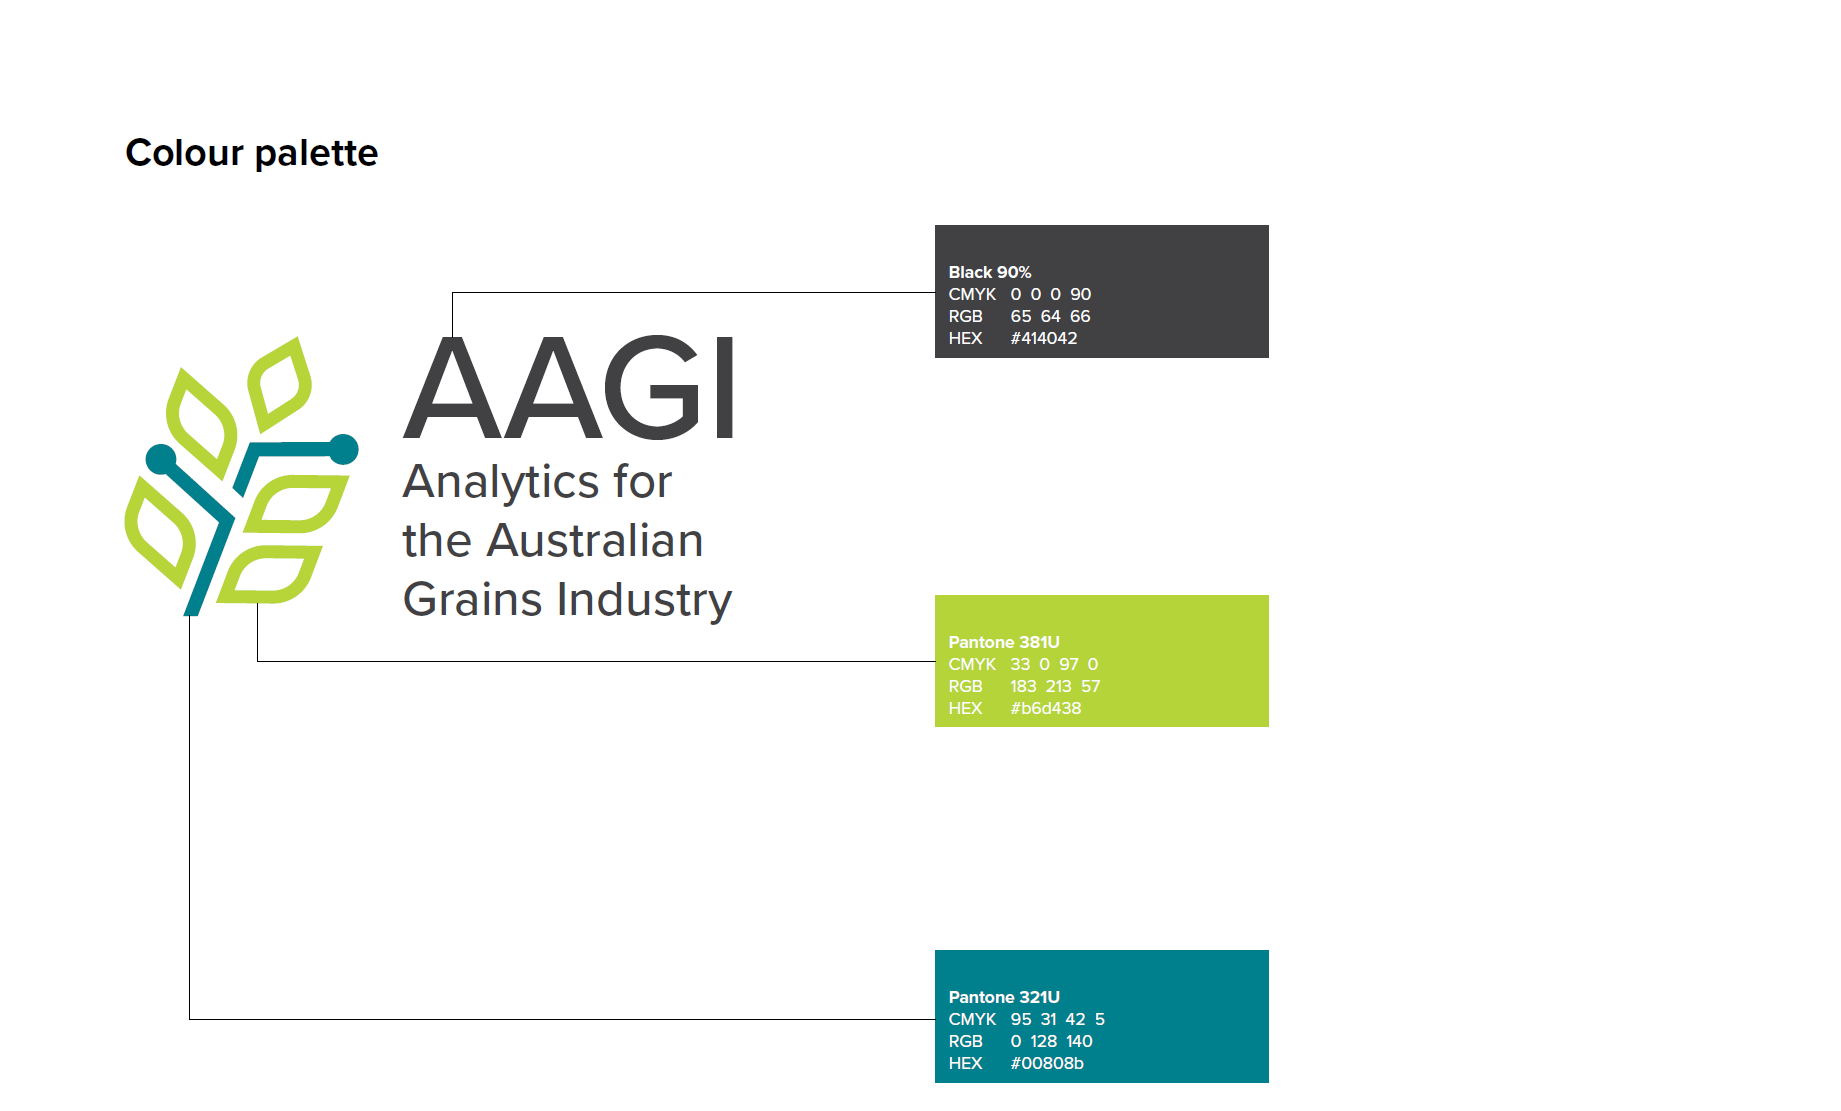 Colour palette
Black 90%
CMYK 0 0 0 90
RGB 65 64 66
HEX #414042
AAGI
Analytics for
the Australian
Grains Industry
Pantone 381U
CMYK 33 0 97 0
RGB 183 213 57
HEX #b6d438
Pantone 321U
CMYK 95 31 42 5
RGB 0 128 140
HEX #00808b